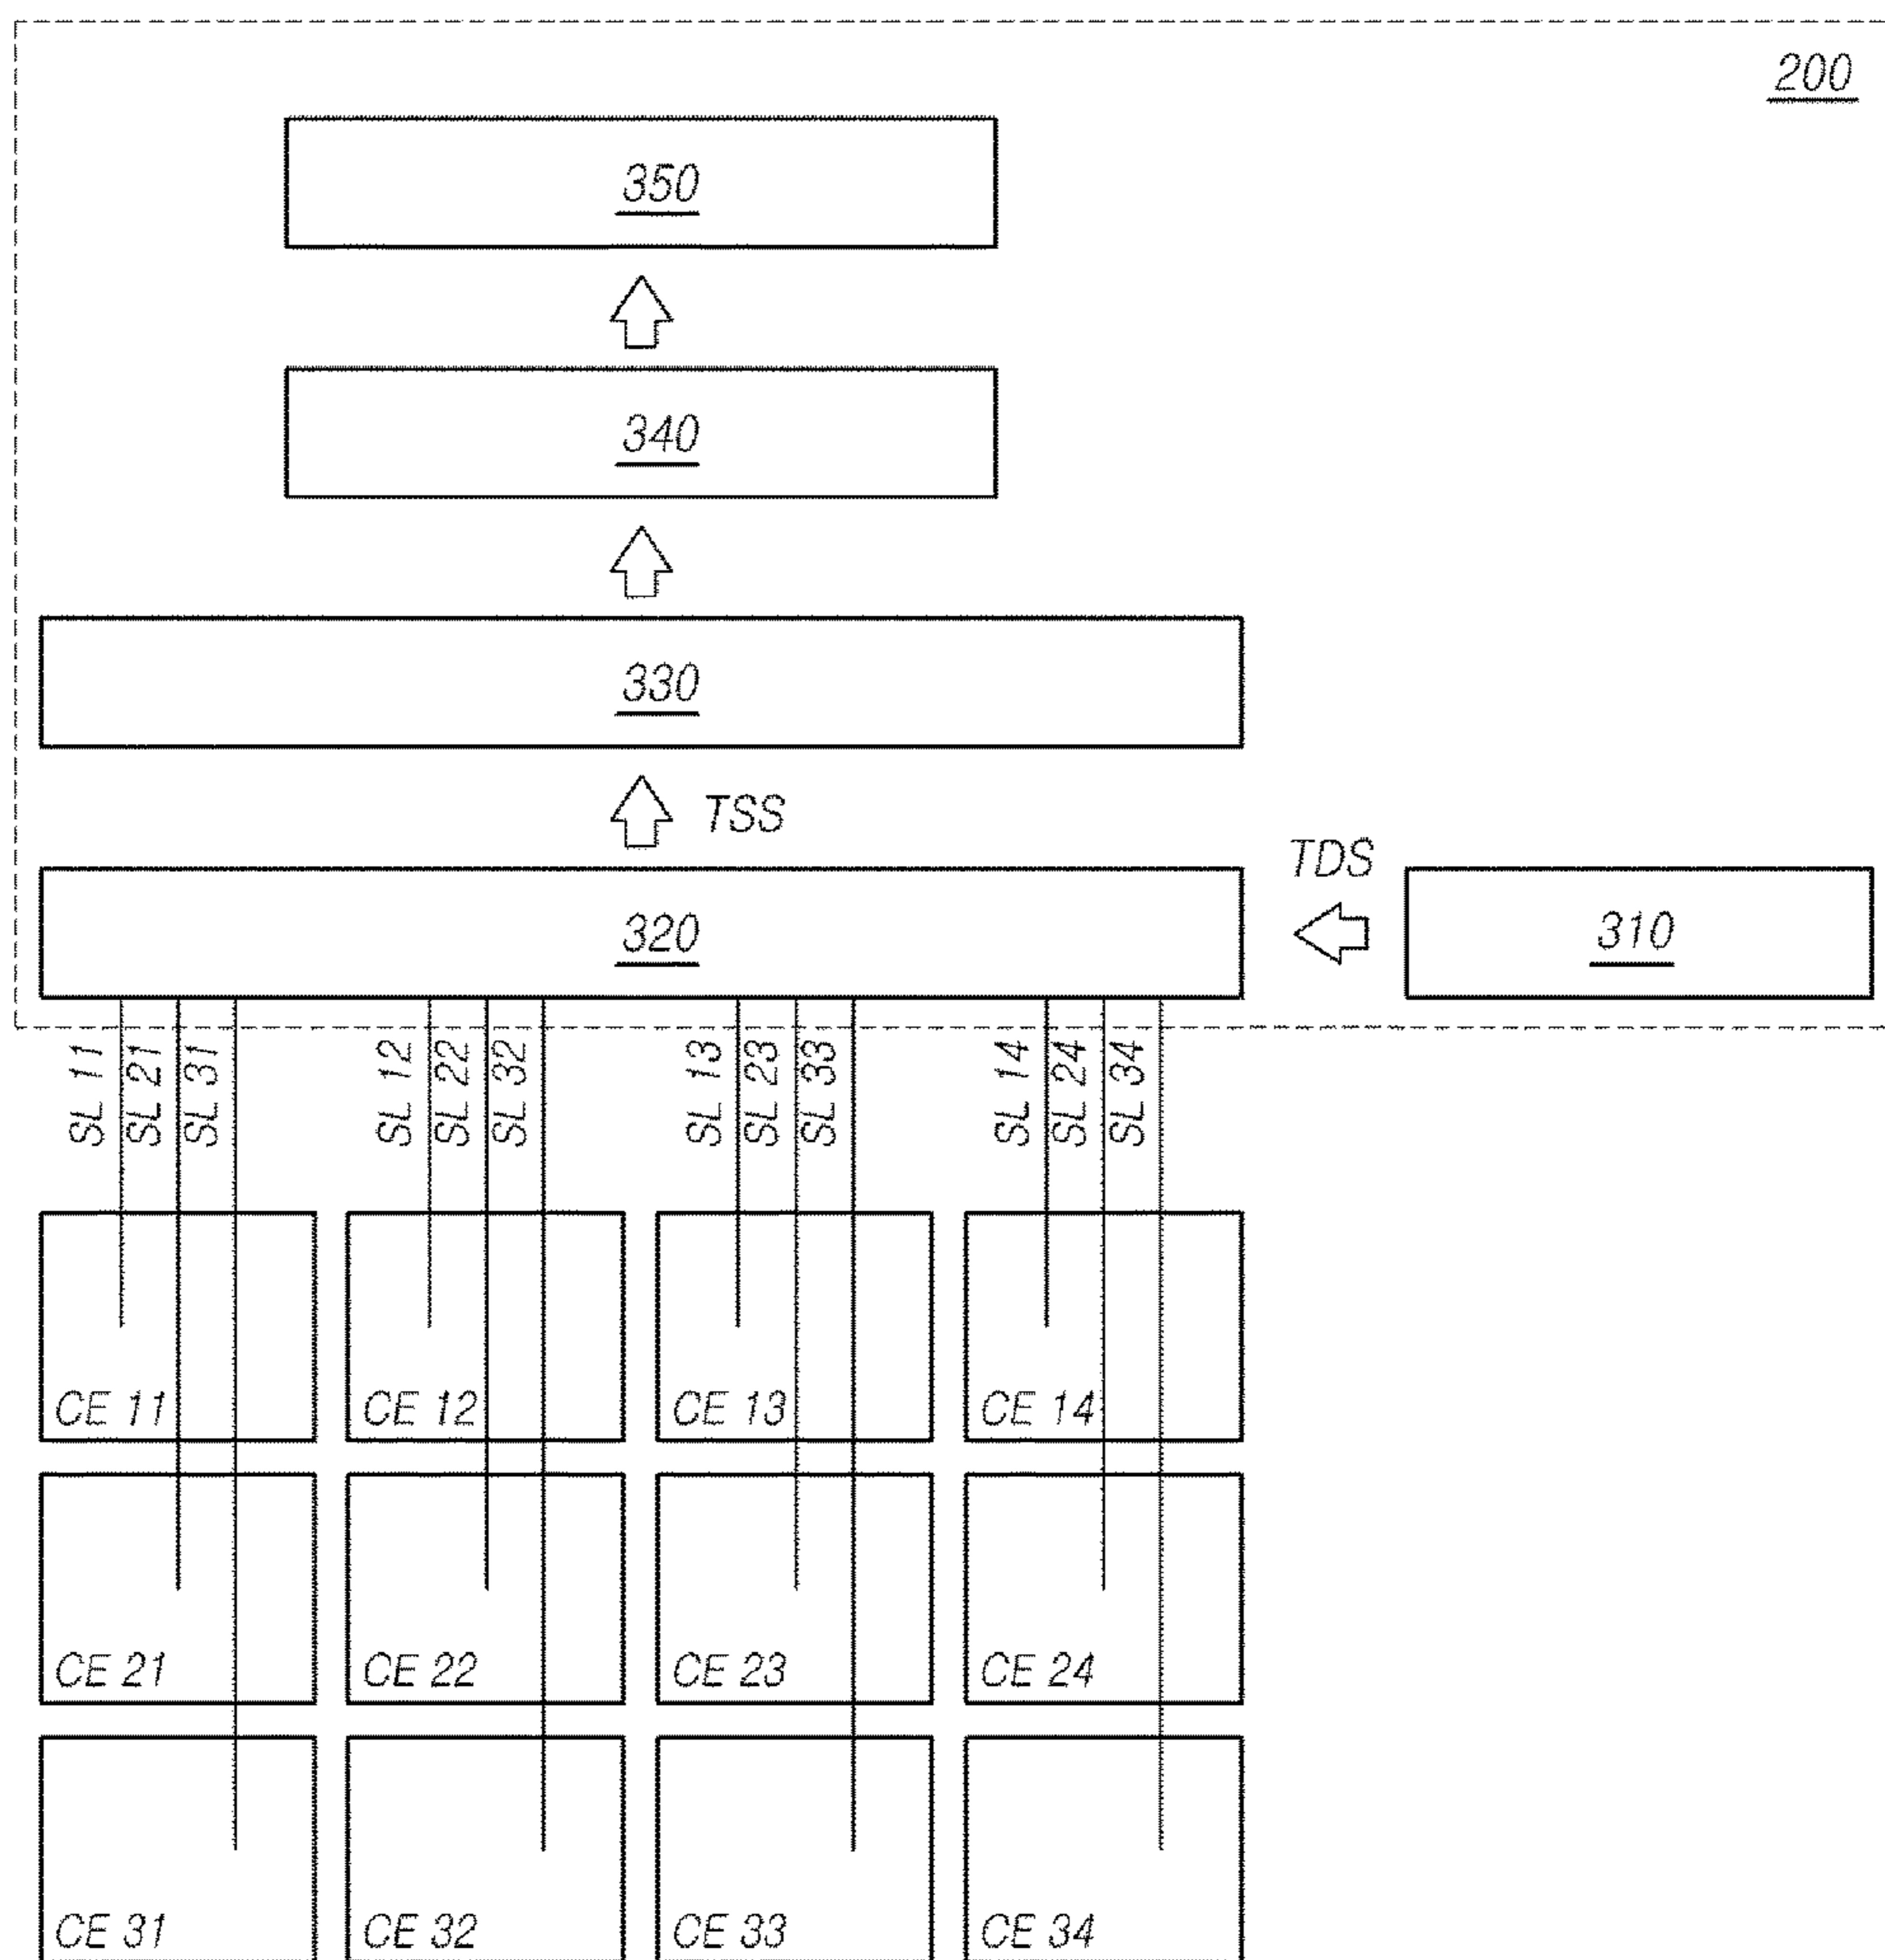 200
350
340
330
TSS
TDS
320
310
SL 11
SL 21
SL 31
SL 12
SL 22
SL 32
SL 13
SL 23
SL 33
SL 14
SL 24
SL 34
CE 11
CE 12
CE 13
CE 14
CE 21
CE 22
CE 23
CE 24
CE 31
CE 32
CE 33
CE 34